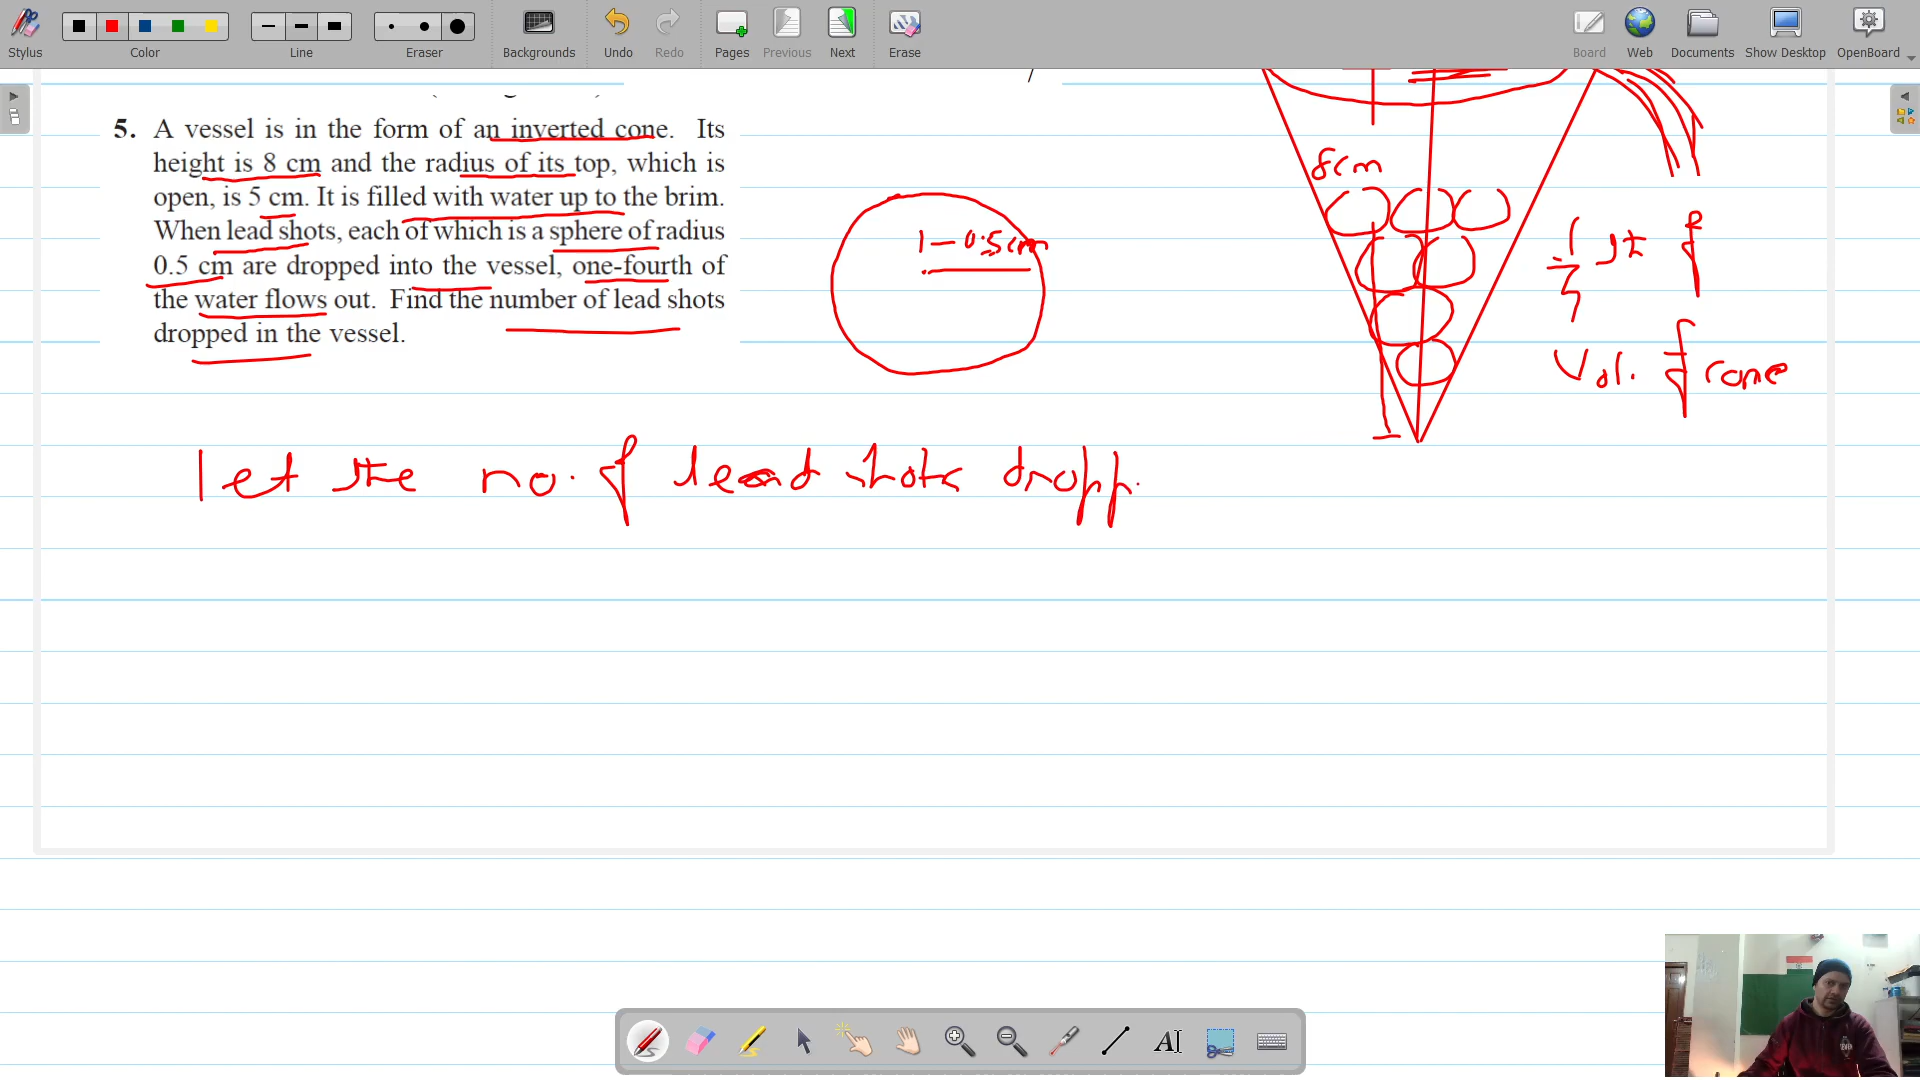 Stylus
Color
Line
Eraser
Backgrounds
Undo
Redo
Pages
Previous
Next
Erase
Board
Web
Documents
Show Desktop
OpenBoard
5. A vessel is in the form of an inverted cone. Its
height is 8 cm and the radius of its top, which is
open, is 5 cm. It is filled with water up to the brim.
When lead shots, each of which is a sphere of radius
0.5 cm are dropped into the vessel, one-fourth of
the water flows out. Find the number of lead shots
dropped in the vessel.
0.5 cm
8cm
Vol. of cone
let the no. of lead shots dropp.